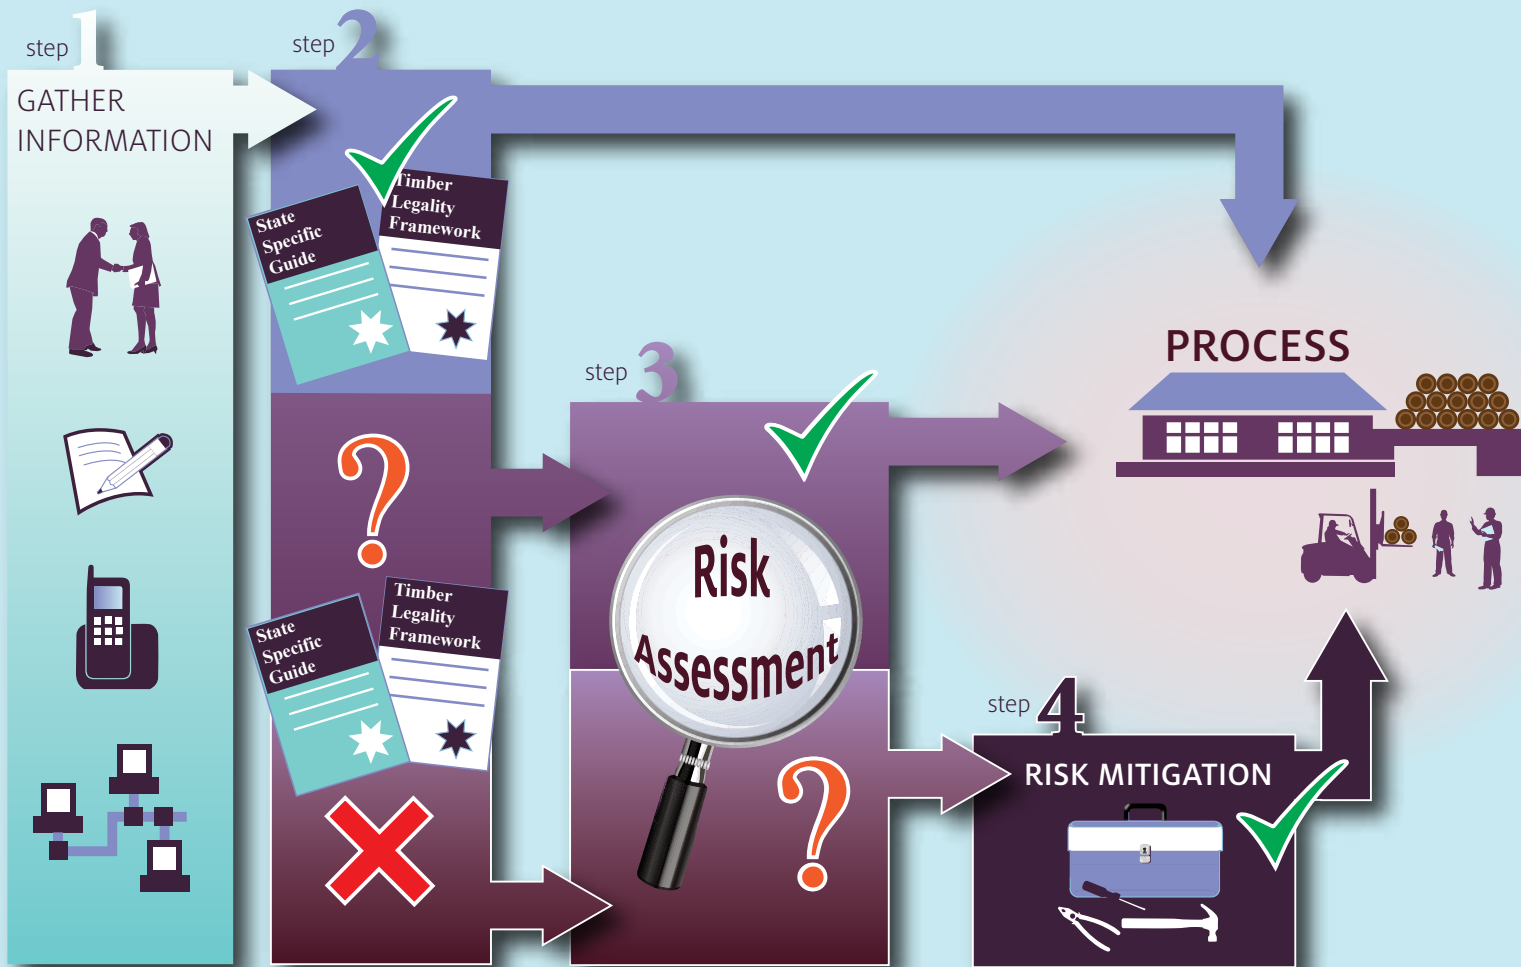 step 1
GATHER
INFORMATION
step 2
State
Specific
Guide
Timber
Legality
Framework
State
Specific
Guide
Timber
Legality
Framework
step 3
Risk
Assessment
step 4
RISK MITIGATION
PROCESS